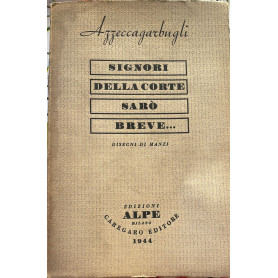 Azzeccagarbugli
SIGNORI
DELLA CORTE
SARÒ
BREVE...
DISEGNI DI MANZI
EDIZIONI
ALPE
MILANO
CAREGARO EDITORE
1944